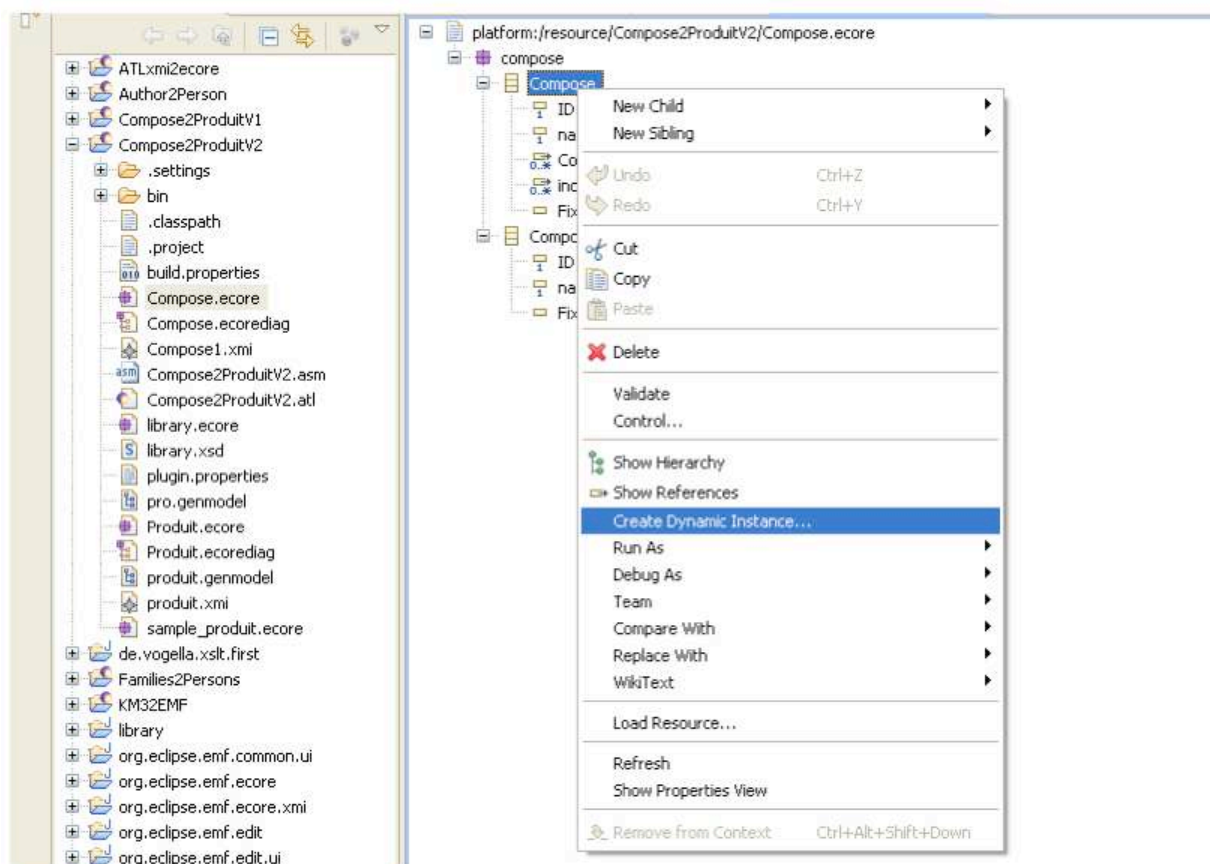 ATLxmi2ecore
Author2Person
Compose2ProduitV1
Compose2ProduitV2
.settings
bin
.classpath
.project
build.properties
Compose.ecore
Compose.ecorediag
Compose1.xmi
Compose2ProduitV2.asm
Compose2ProduitV2.atl
library.ecore
library.xsd
plugin.properties
pro.genmodel
Produit.ecore
Produit.ecorediag
produit.genmodel
produit.xmi
sample_produit.ecore
de.vogella.xslt.first
Families2Persons
KM32EMF
library
org.eclipse.emf.common.ui
org.eclipse.emf.ecore
org.eclipse.emf.ecore.xmi
org.eclipse.emf.edit
org.eclipse.emf.edit.ui
platform:/resource/Compose2ProduitV2/Compose.ecore
compose
Compose
ID
na
Co
inc
Fix
Compo
ID
na
Fix
New Child
New Sibling
Undo Ctrl+Z
Redo Ctrl+Y
Cut
Copy
Paste
Delete
Validate
Control...
Show Hierarchy
Show References
Create Dynamic Instance...
Run As
Debug As
Team
Compare With
Replace With
WikiText
Load Resource...
Refresh
Show Properties View
Remove from Context Ctrl+Alt+Shift+Down